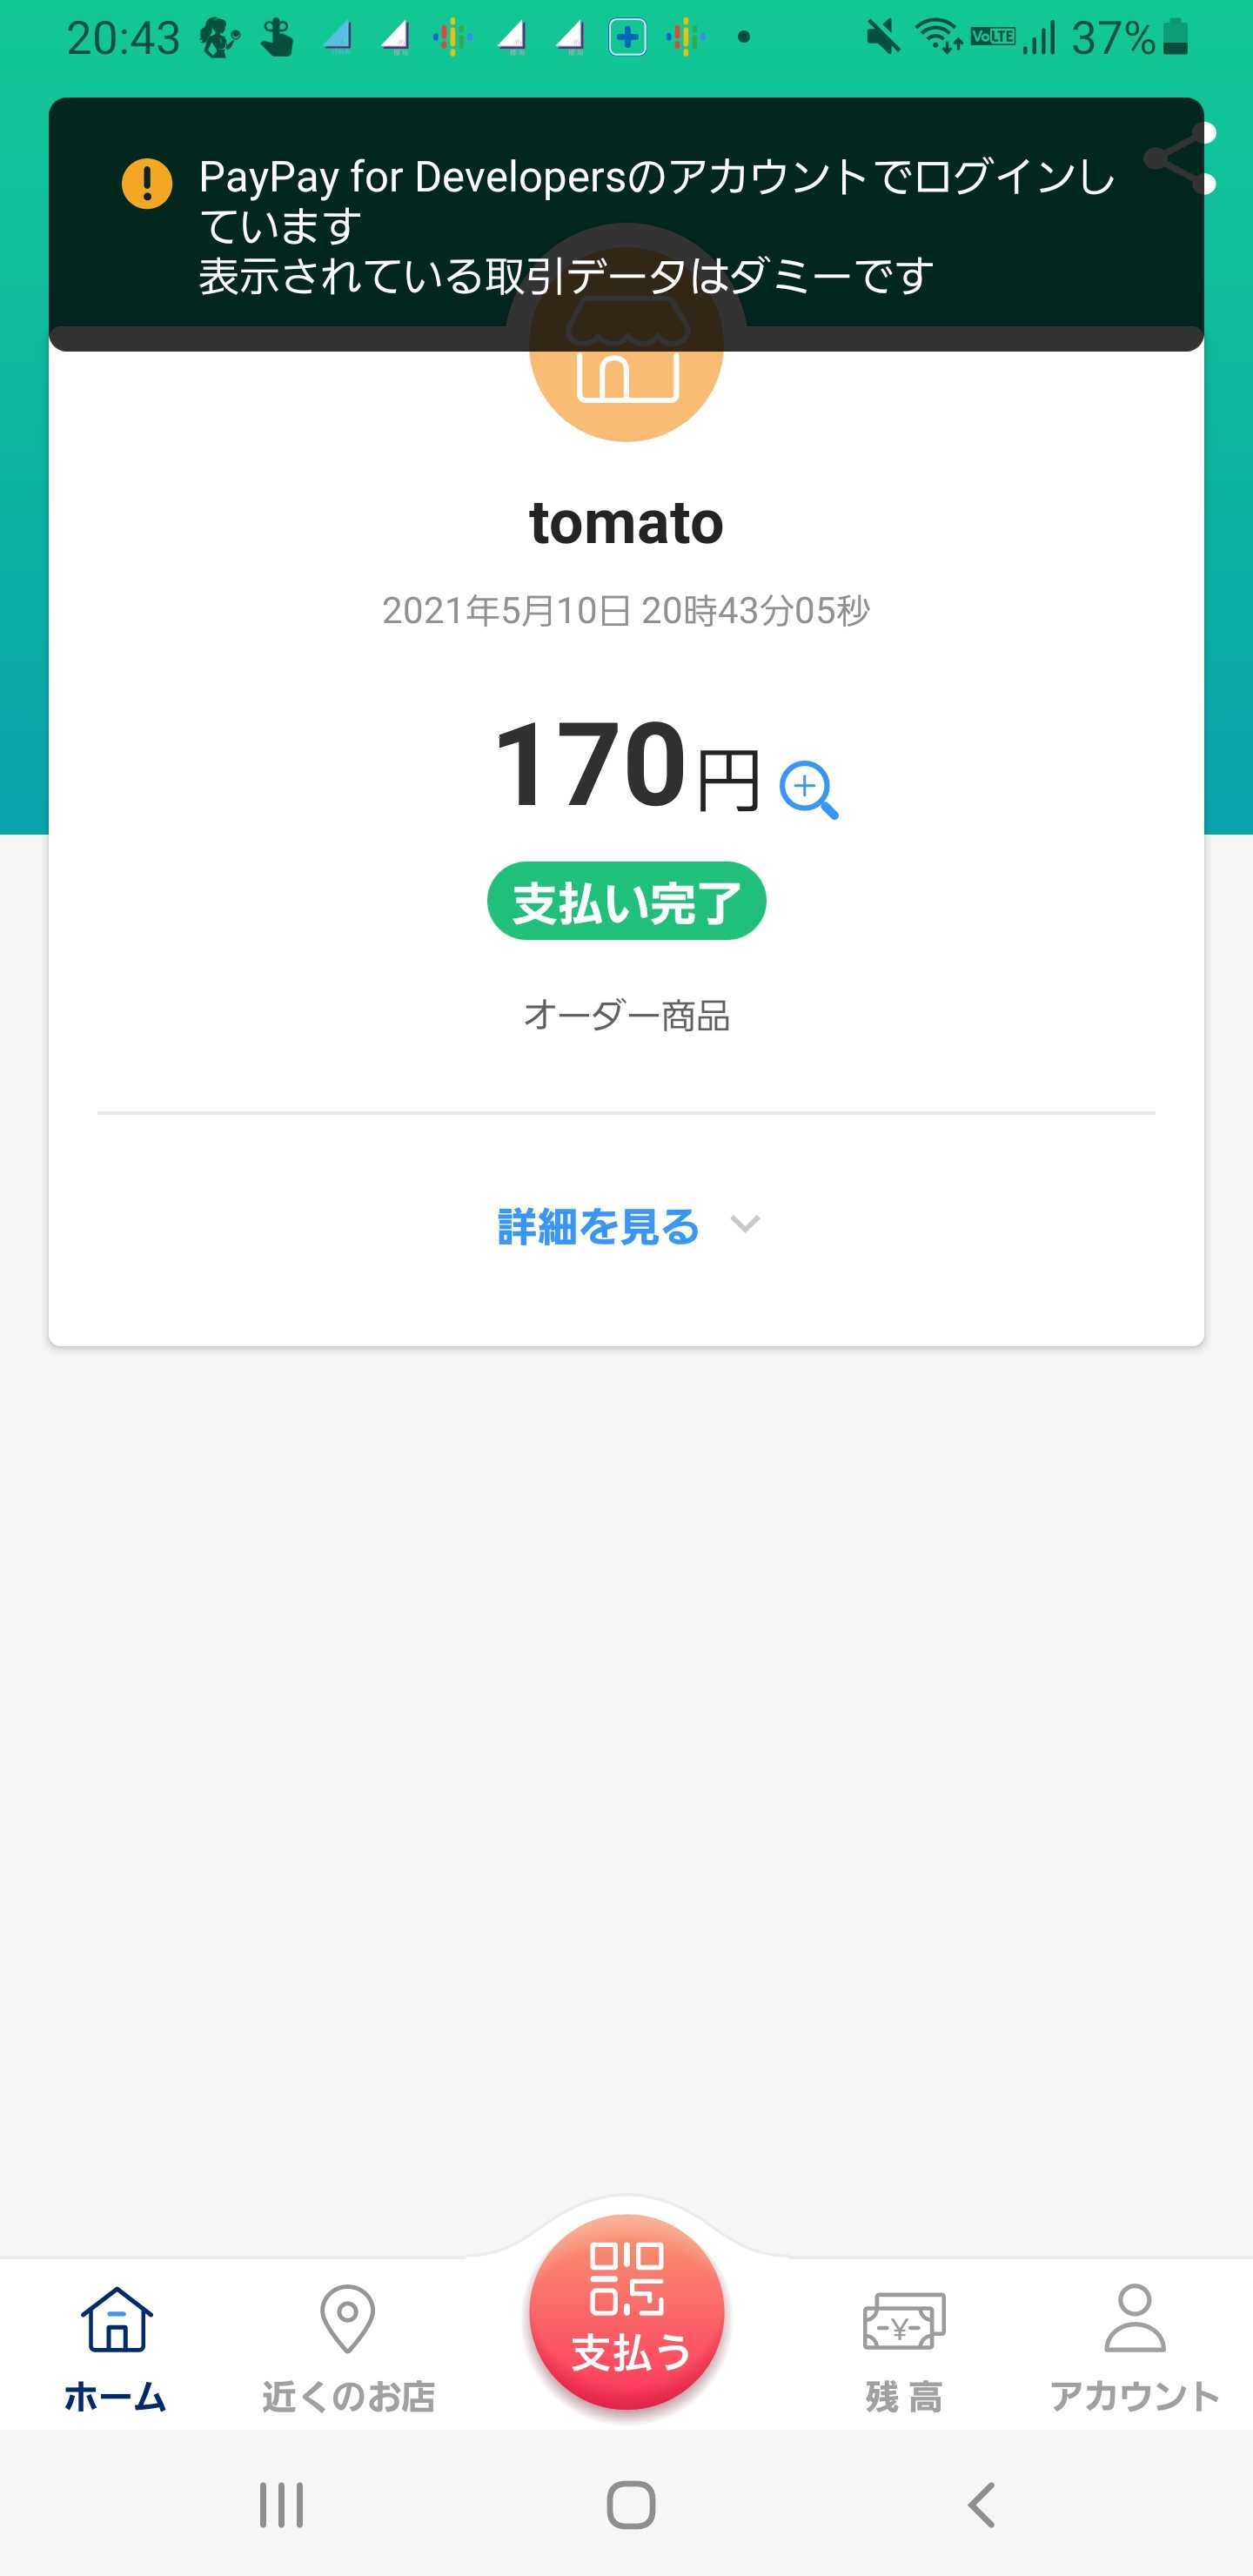 20:43
VoLTE
37%
PayPay for Developersのアカウントでログインし
ています
表示されている取引データはダミーです
tomato
2021年5月10日 20時43分05秒
170円
支払い完了
オーダー商品
詳細を見る
支払う
ホーム
近くのお店
残高
アカウント